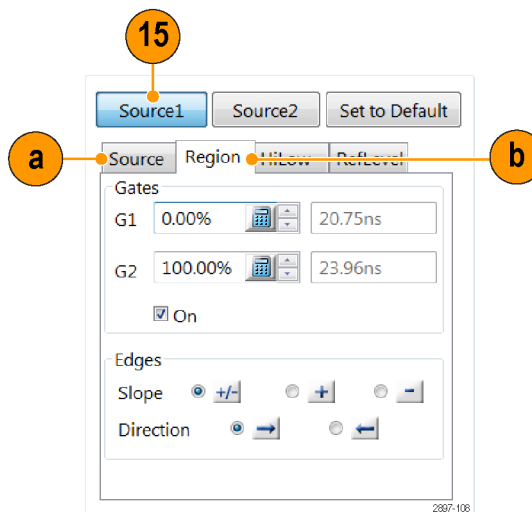 15
Source1 Source2 Set to Default
a Source Region HiLow RefLevel b
Gates
G1 0.00% 20.75ns
G2 100.00% 23.96ns
On
Edges
Slope +/- + -
Direction
2897-108